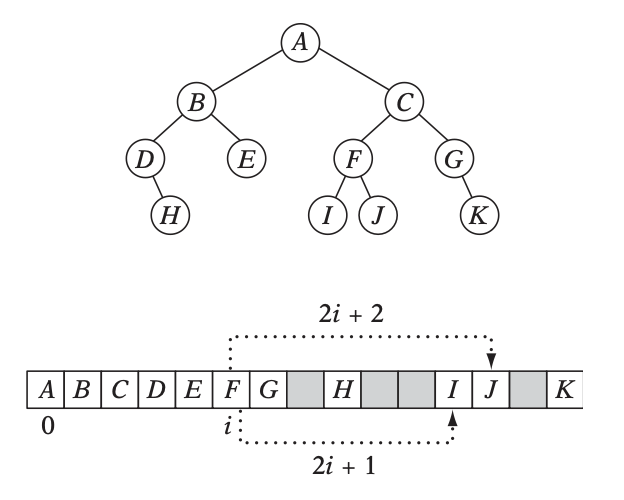 A
B C
D E F G
H I J K
2i + 2
A B C D E F G H I J K
0 i
2i + 1